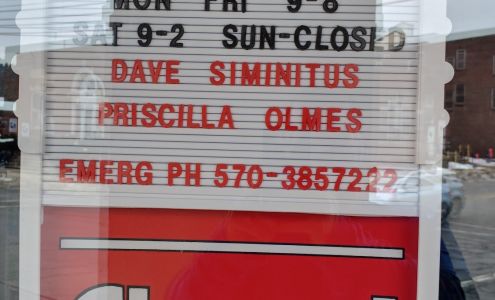 MON FRI 9-8
SAT 9-2 SUN-CLOSED
DAVE SIMINITUS
PRISCILLA OLMES
EMERG PH 570-3857222